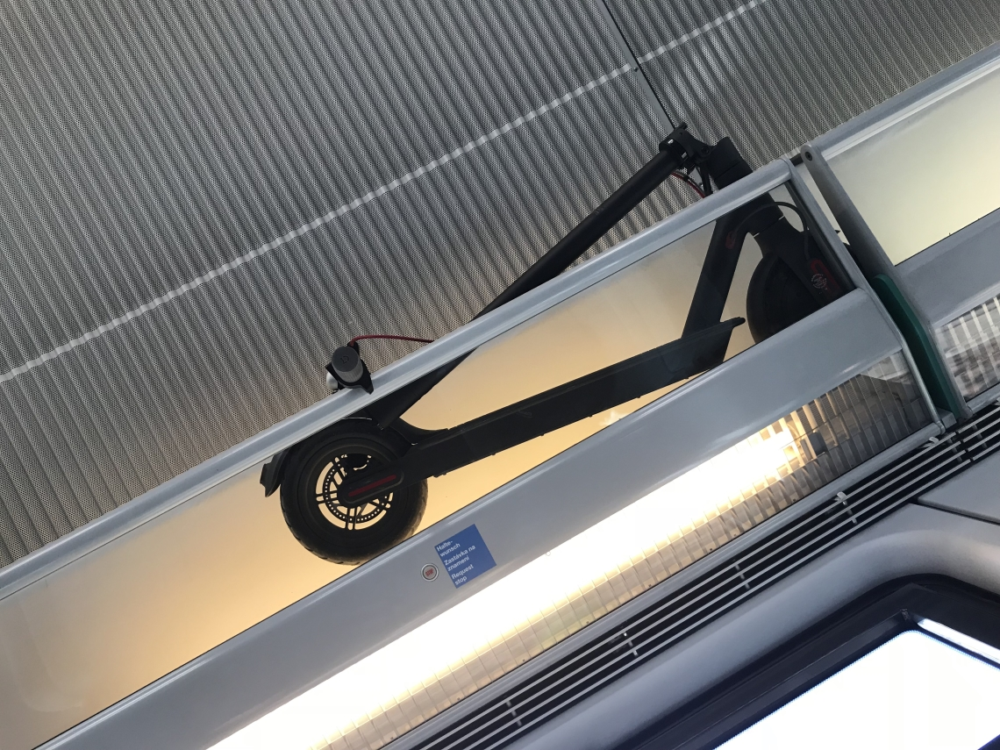 Halte-
wunsch
Zastávka na
znamení
Request
stop